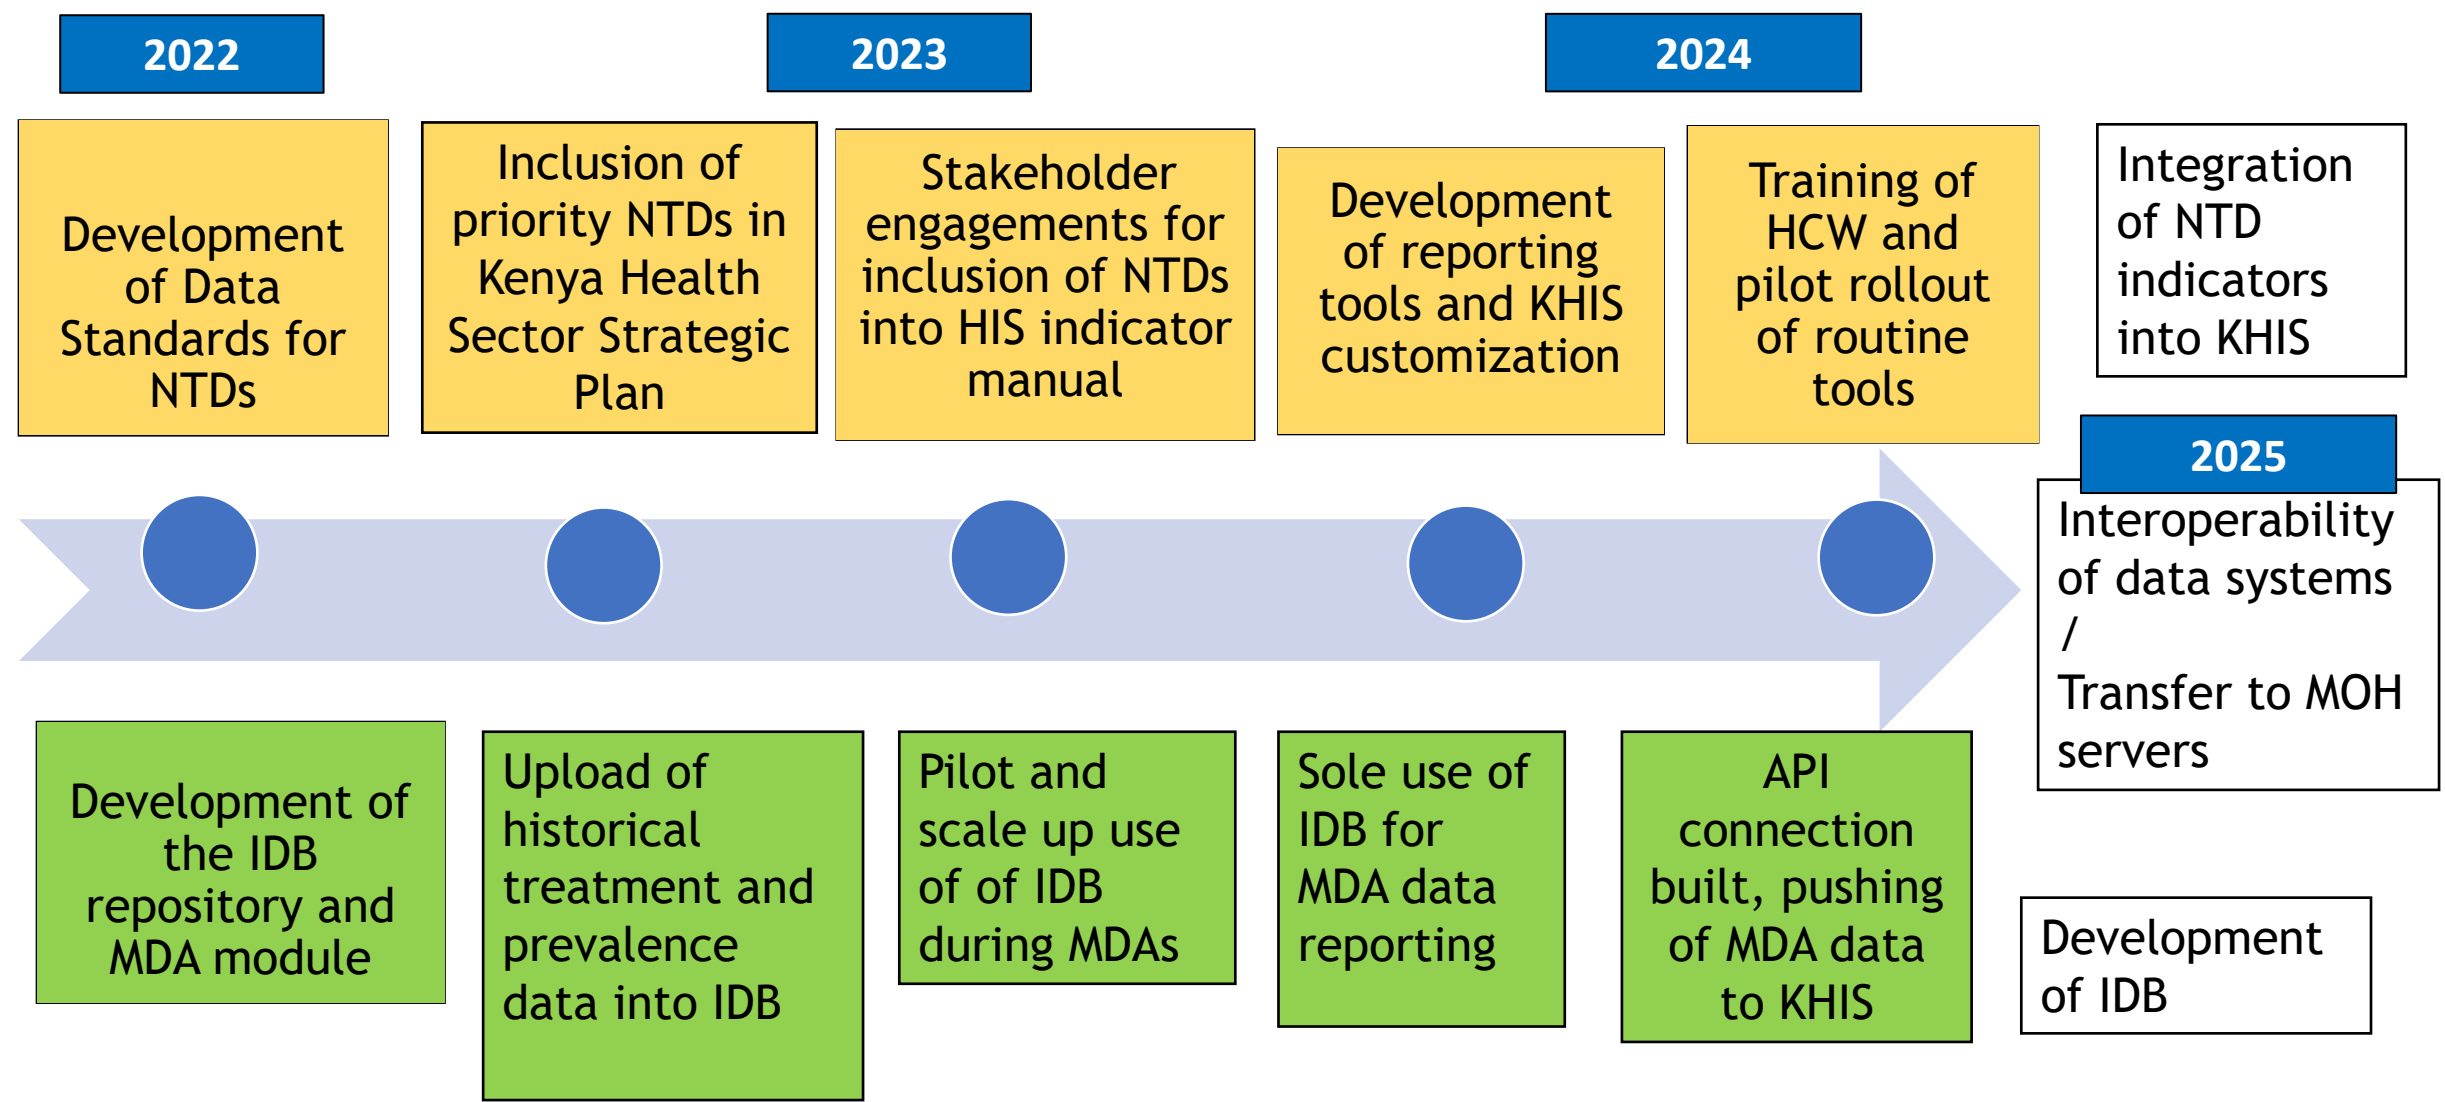 2022
2023
2024
Development
of Data
Standards for
NTDs
Inclusion of
priority NTDs in
Kenya Health
Sector Strategic
Plan
Stakeholder
engagements for
inclusion of NTDs
into HIS indicator
manual
Development
of reporting
tools and KHIS
customization
Training of
HCW and
pilot rollout
of routine
tools
Integration
of NTD
indicators
into KHIS
2025
Interoperability
of data systems
/
Transfer to MOH
servers
Development of
the IDB
repository and
MDA module
Upload of
historical
treatment and
prevalence
data into IDB
Pilot and
scale up use
of of IDB
during MDAs
Sole use of
IDB for
MDA data
reporting
API
connection
built, pushing
of MDA data
to KHIS
Development
of IDB